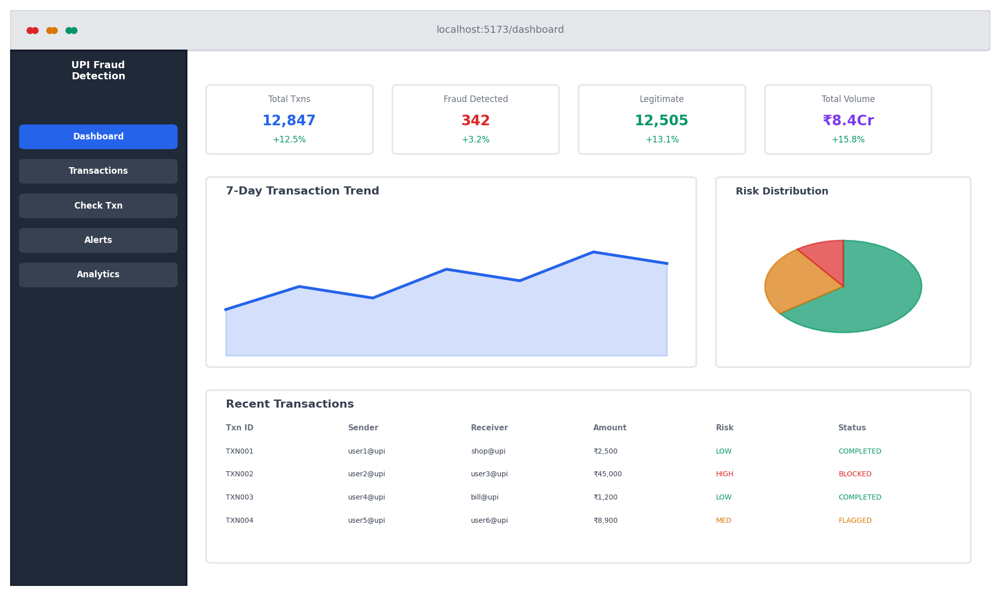 localhost:5173/dashboard
UPI Fraud
Detection
Dashboard
Transactions
Check Txn
Alerts
Analytics
Total Txns
12,847
+12.5%
Fraud Detected
342
+3.2%
Legitimate
12,505
+13.1%
Total Volume
₹8.4Cr
+15.8%
7-Day Transaction Trend
Risk Distribution
Recent Transactions
Txn ID Sender Receiver Amount Risk Status
TXN001 user1@upi shop@upi ₹2,500 LOW COMPLETED
TXN002 user2@upi user3@upi ₹45,000 HIGH BLOCKED
TXN003 user4@upi bill@upi ₹1,200 LOW COMPLETED
TXN004 user5@upi user6@upi ₹8,900 MED FLAGGED